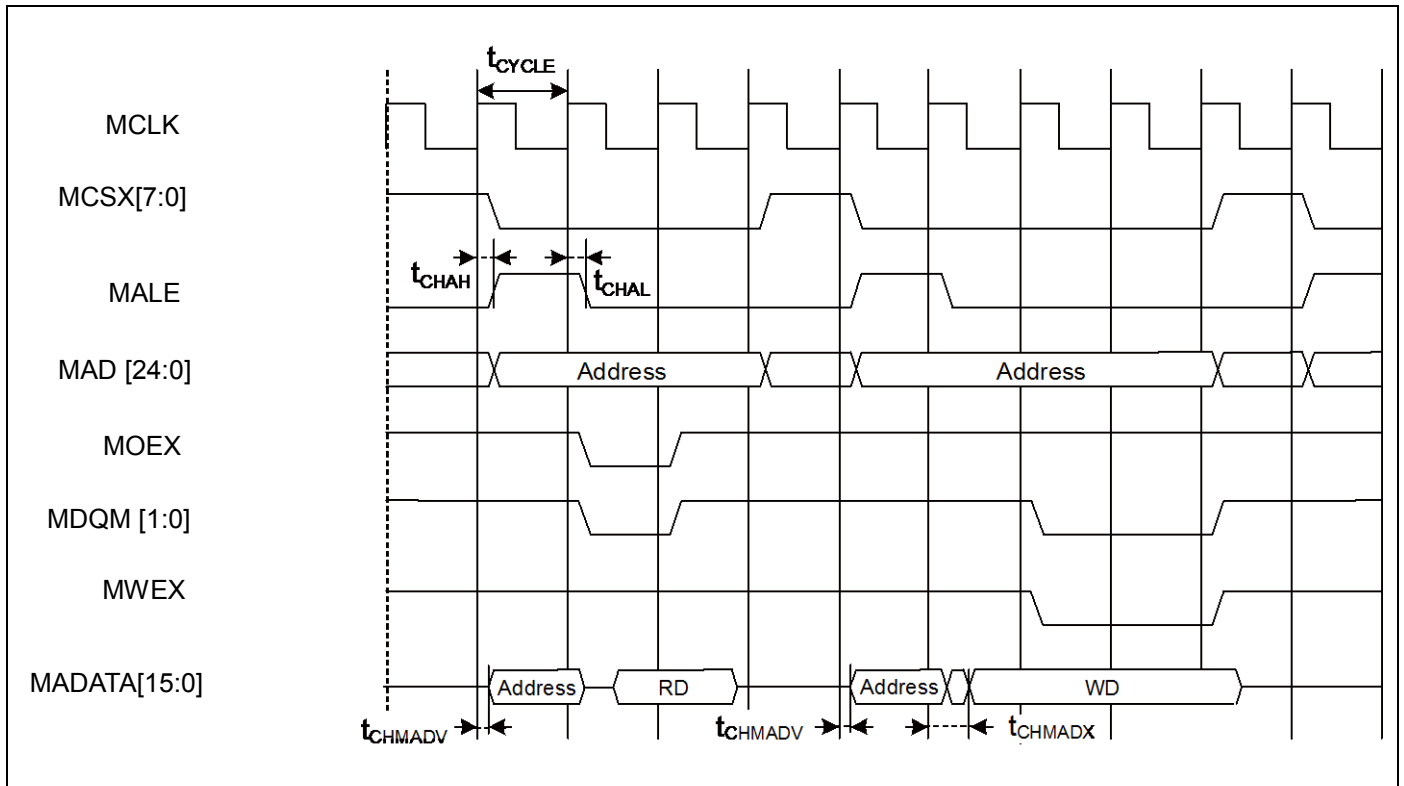 tCYCLE
MCLK
MCSX[7:0]
tCHAH
tCHAL
MALE
MAD [24:0]
Address
Address
MOEX
MDQM [1:0]
MWEX
MADATA[15:0]
Address
RD
Address
WD
tCHMADV
tCHMADV
tCHMADX